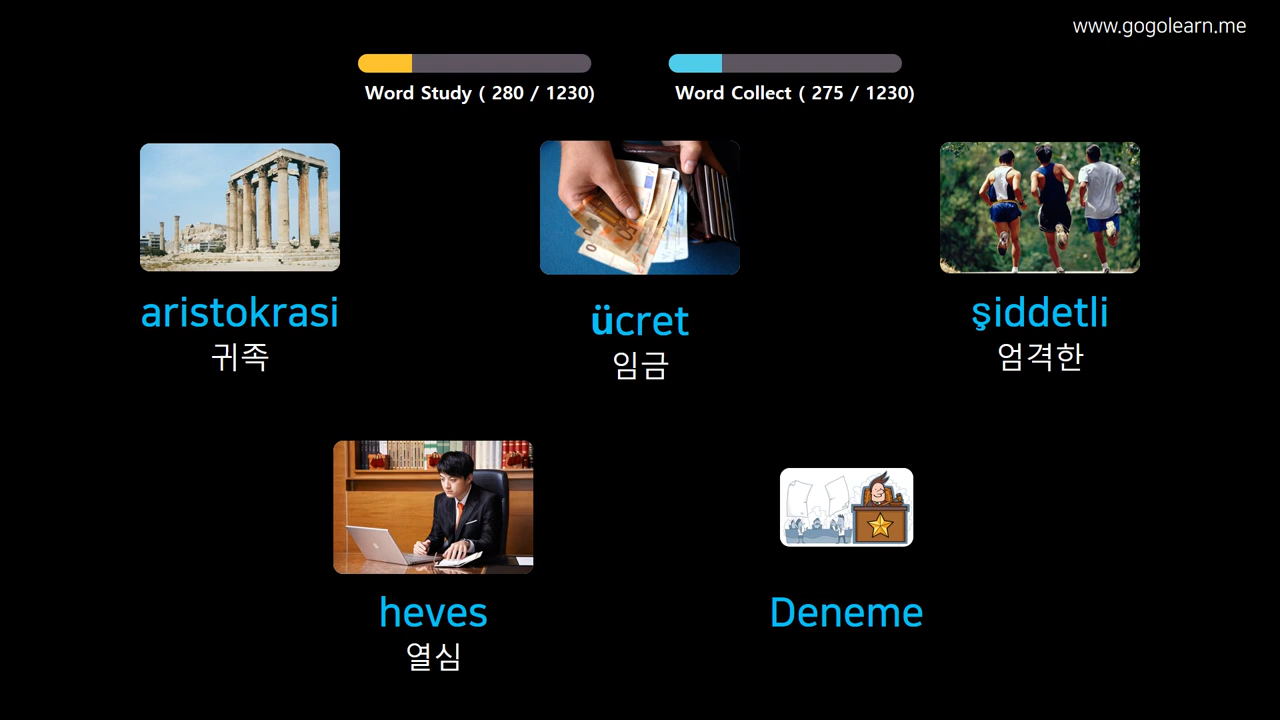 www.gogolearn.me
Word Study ( 280 / 1230)
Word Collect ( 275 / 1230)
aristokrasi
귀족
ücret
임금
şiddetli
엄격한
heves
열심
Deneme